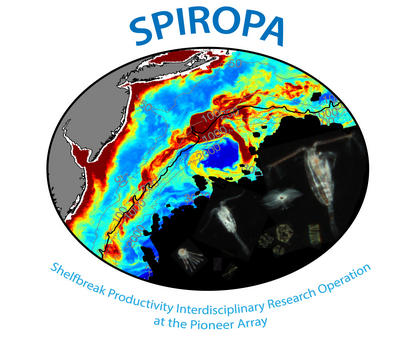 SPIROPA
Shelfbreak Productivity Interdisciplinary Research Operation
at the Pioneer Array